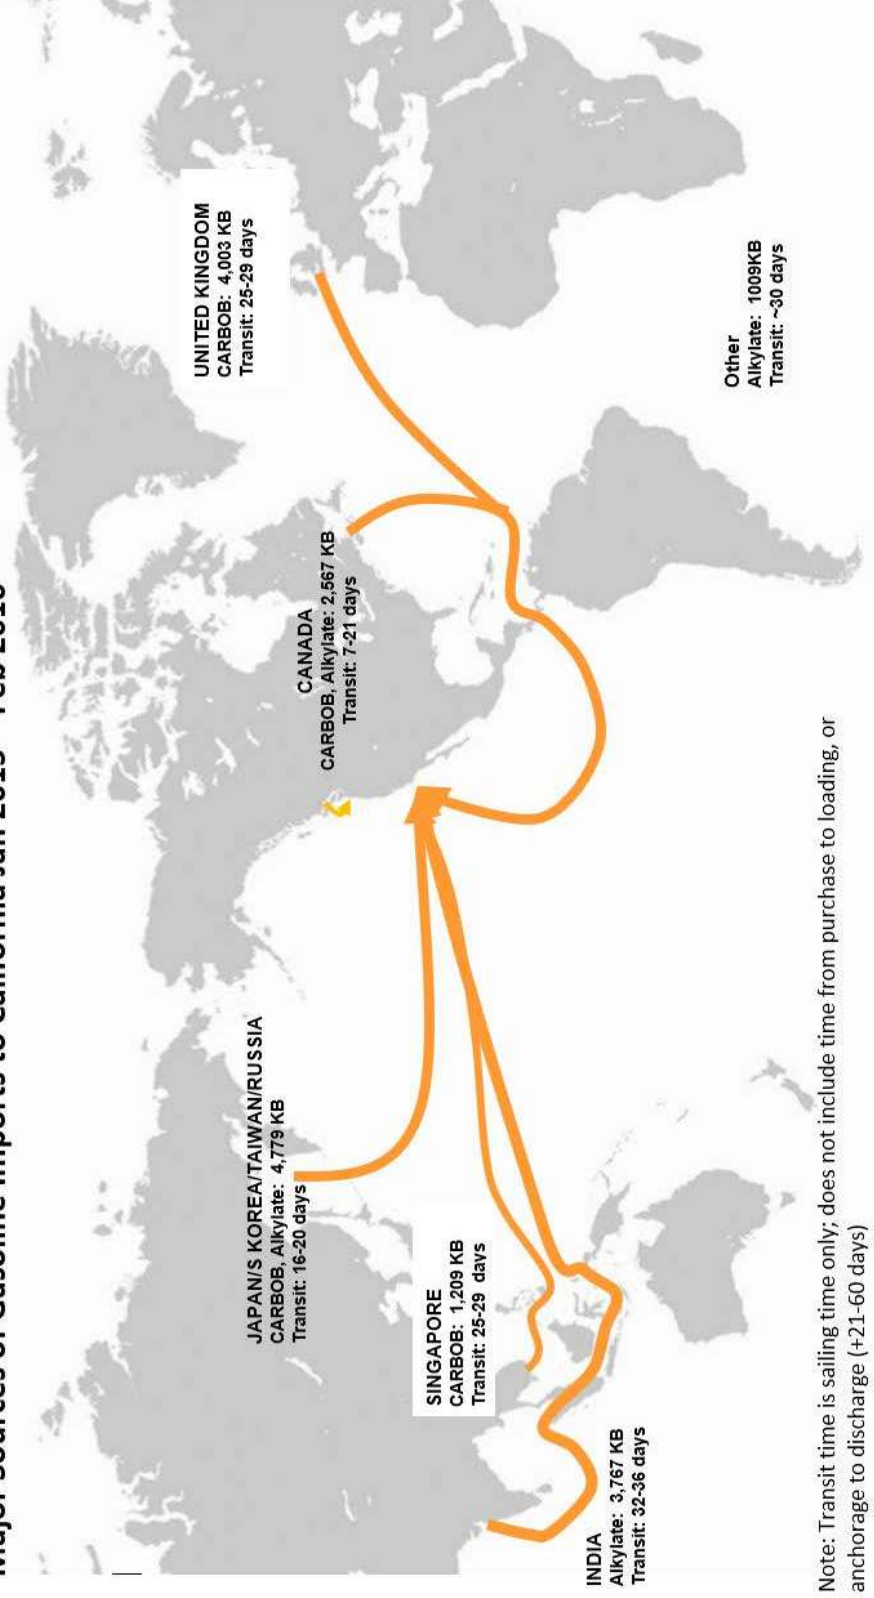 Major Sources of Gasoline Imports to California Jan 2015 - Feb 2016
UNITED KINGDOM
CARBOB: 4,003 KB
Transit: 25-29 days
CANADA
CARBOB, Alkylate: 2,567 KB
Transit: 7-21 days
JAPAN/S KOREA/TAIWAN/RUSSIA
CARBOB, Alkylate: 4,779 KB
Transit: 16-20 days
SINGAPORE
CARBOB: 1,209 KB
Transit: 25-29 days
INDIA
Alkylate: 3,767 KB
Transit: 32-36 days
Other
Alkylate: 1009KB
Transit: ~30 days
Note: Transit time is sailing time only; does not include time from purchase to loading, or
anchorage to discharge (+21-60 days)